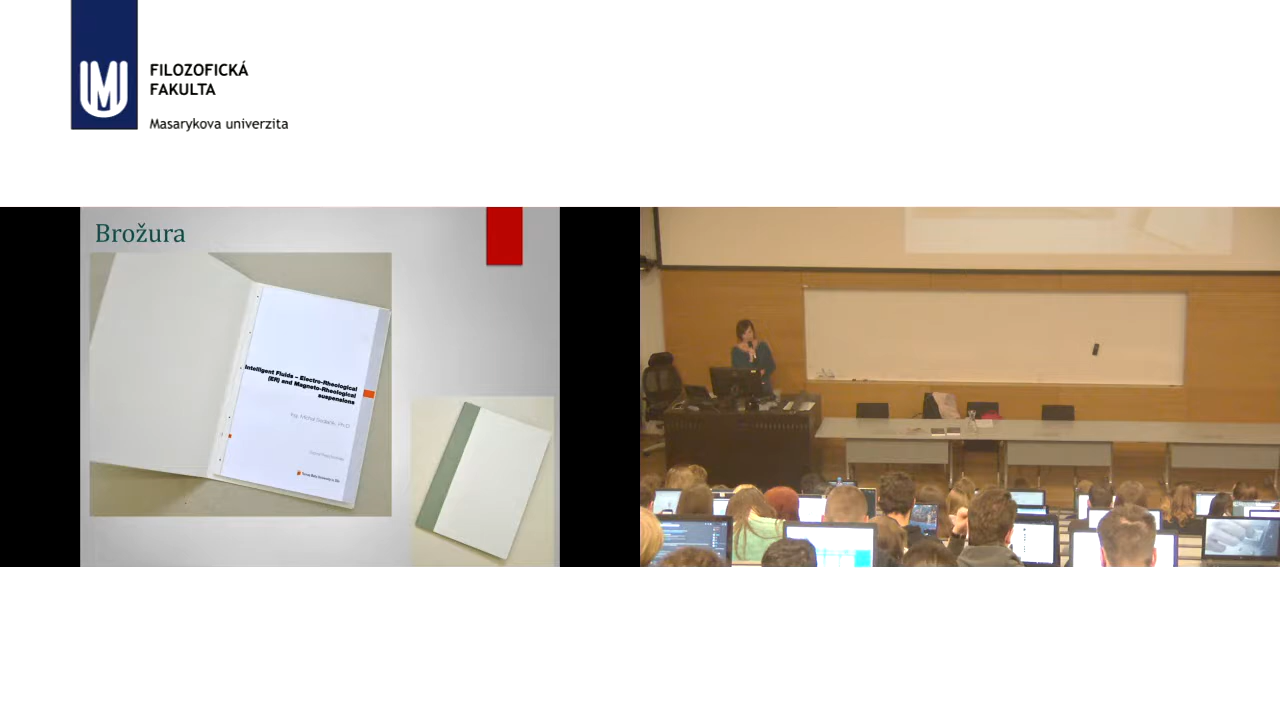 FILOZOFICKÁ
FAKULTA
Masarykova univerzita
Brožura
Intelligent Fluids – Electro-Rheological
(ER) and Magneto-Rheological
suspensions